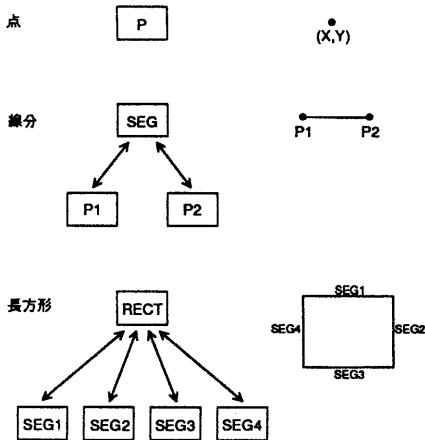 点
P
(X,Y)
線分
SEG
P1 P2
P1 P2
長方形
RECT
SEG1
SEG4
SEG2
SEG3
SEG1 SEG2 SEG3 SEG4